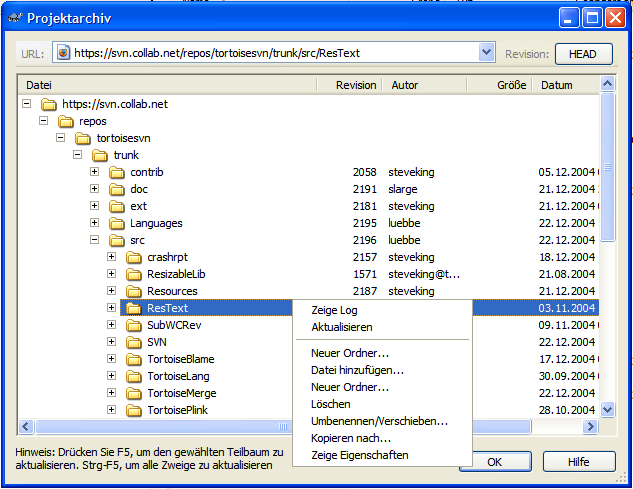 Projektarchiv
URL: https://svn.collab.net/repos/tortoisesvn/trunk/src/ResText Revision: HEAD
Datei Revision Autor Größe Datum
https://svn.collab.net
repos
tortoisesvn
trunk
contrib 2058 steveking 05.12.2004
doc 2191 slarge 21.12.2004
ext 2181 steveking 21.12.2004
Languages 2195 luebbe 22.12.2004
src 2196 luebbe 22.12.2004
crashrpt 2157 steveking 18.12.2004
ResizableLib 1571 steveking@t... 21.08.2004
Resources 2187 steveking 21.12.2004
ResText 03.11.2004
SubWCRev 09.11.2004
SVN 22.12.2004
TortoiseBlame 17.12.2004
TortoiseLang 30.09.2004
TortoiseMerge 22.12.2004
TortoisePlink 28.10.2004
Zeige Log
Aktualisieren
Neuer Ordner...
Datei hinzufügen...
Neuer Ordner...
Löschen
Umbenennen/Verschieben...
Kopieren nach...
Zeige Eigenschaften
Hinweis: Drücken Sie F5, um den gewählten Teilbaum zu
aktualisieren. Strg-F5, um alle Zweige zu aktualisieren
OK Hilfe